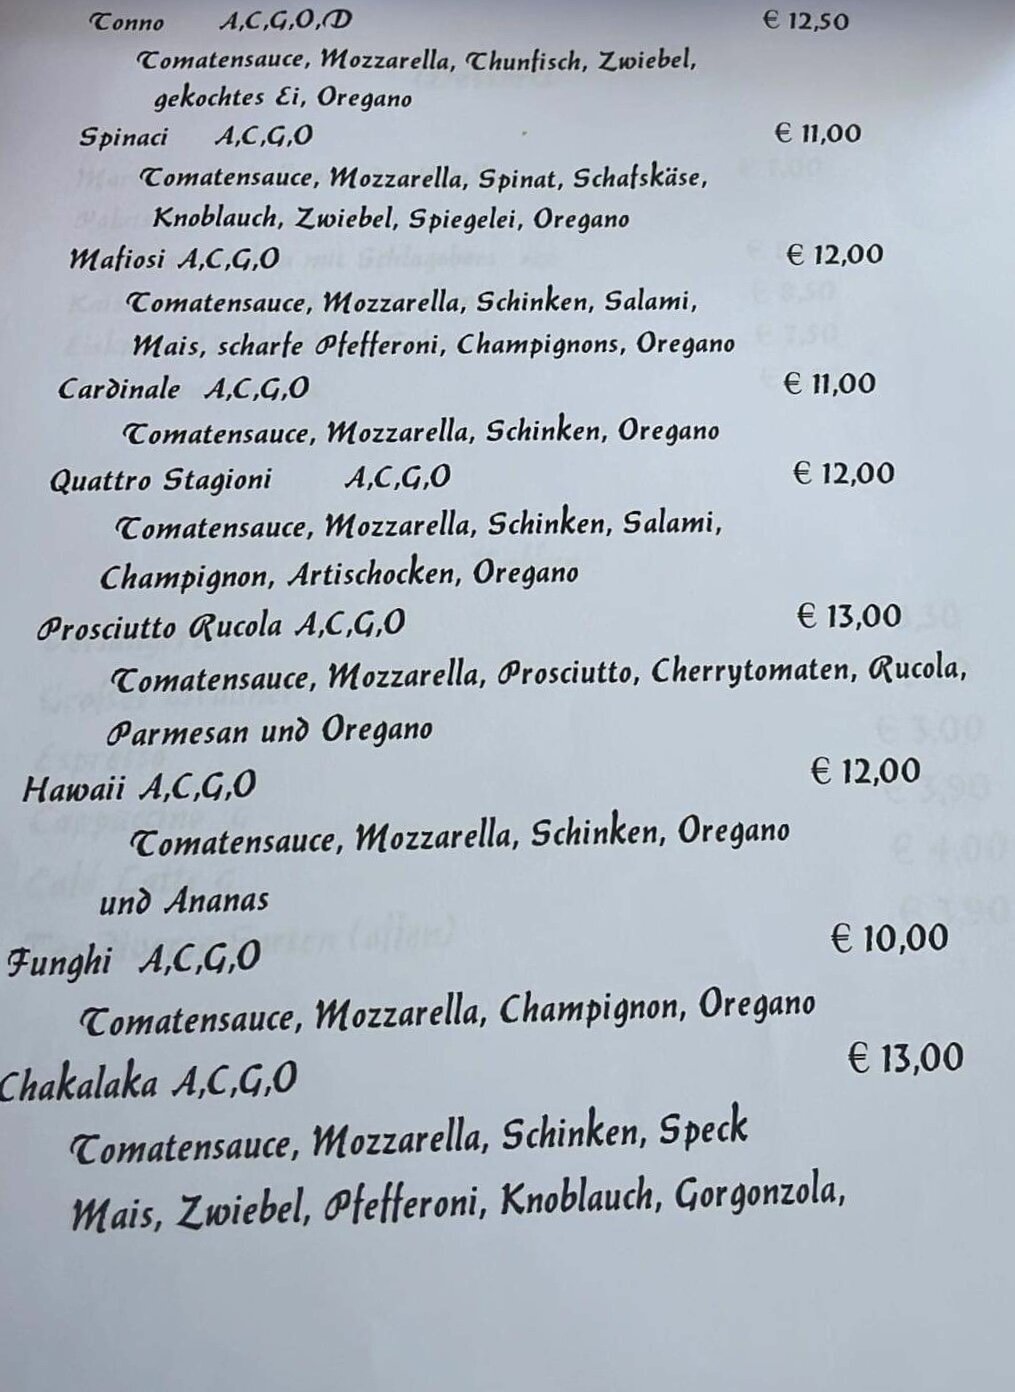 Tonno A,C,G,O,D € 12,50
Tomatensauce, Mozzarella, Thunfisch, Zwiebel,
gekochtes Ei, Oregano
Spinaci A,C,G,O € 11,00
Tomatensauce, Mozzarella, Spinat, Schafskäse,
Knoblauch, Zwiebel, Spiegelei, Oregano
Mafiosi A,C,G,O € 12,00
Tomatensauce, Mozzarella, Schinken, Salami,
Mais, scharfe Pfefferoni, Champignons, Oregano
Cardinale A,C,G,O € 11,00
Tomatensauce, Mozzarella, Schinken, Oregano
Quattro Stagioni A,C,G,O € 12,00
Tomatensauce, Mozzarella, Schinken, Salami,
Champignon, Artischocken, Oregano
Prosciutto Rucola A,C,G,O € 13,00
Tomatensauce, Mozzarella, Prosciutto, Cherrytomaten, Rucola,
Parmesan und Oregano
Hawaii A,C,G,O € 12,00
Tomatensauce, Mozzarella, Schinken, Oregano
und Ananas
Funghi A,C,G,O € 10,00
Tomatensauce, Mozzarella, Champignon, Oregano
Chakalaka A,C,G,O € 13,00
Tomatensauce, Mozzarella, Schinken, Speck
Mais, Zwiebel, Pfefferoni, Knoblauch, Gorgonzola,